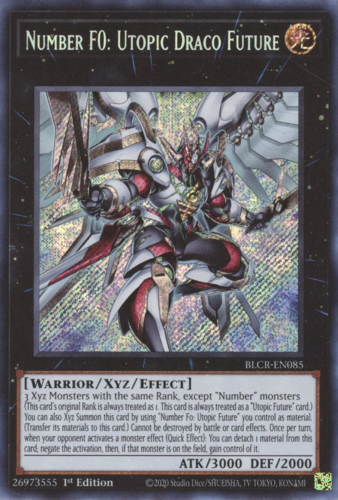 NUMBER F0: UTOPIC DRACO FUTURE
光
BLCR-EN085
[WARRIOR/XYZ/EFFECT]
3 Xyz Monsters with the same Rank, except "Number" monsters
(This card's original Rank is always treated as 1. This card is always treated as a "Utopic Future" card.)
You can also Xyz Summon this card by using "Number F0: Utopic Future" you control as material.
(Transfer its materials to this card.) Cannot be destroyed by battle or card effects. Once per turn,
when your opponent activates a monster effect (Quick Effect): You can detach 1 material from this
card; negate the activation, then, if that monster is on the field, gain control of it.
ATK/3000 DEF/2000
26973555 1st Edition ©2020 Studio Dice/SHUEISHA, TV TOKYO, KONAMI